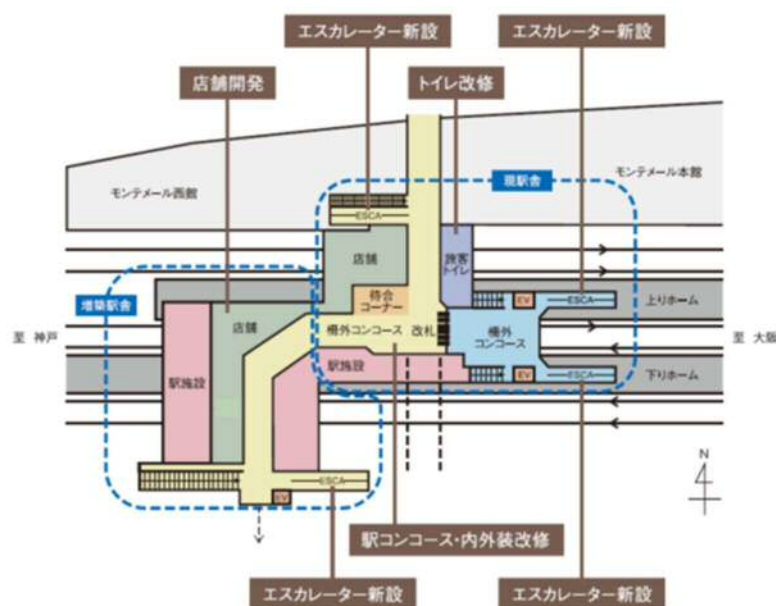 エスカレーター新設
エスカレーター新設
店舗開発
トイレ改修
モンテメール西館
現駅舎
モンテメール本館
ESCA
店舗
旅客
トイレ
増築駅舎
待合
コーナー
EV
ESCA
上りホーム
店舗
柵外コンコース
改札
柵外
コンコース
至 神戸
至 大阪
駅施設
駅施設
EV
ESCA
下りホーム
ESCA
EV
N
駅コンコース・内外装改修
エスカレーター新設
エスカレーター新設